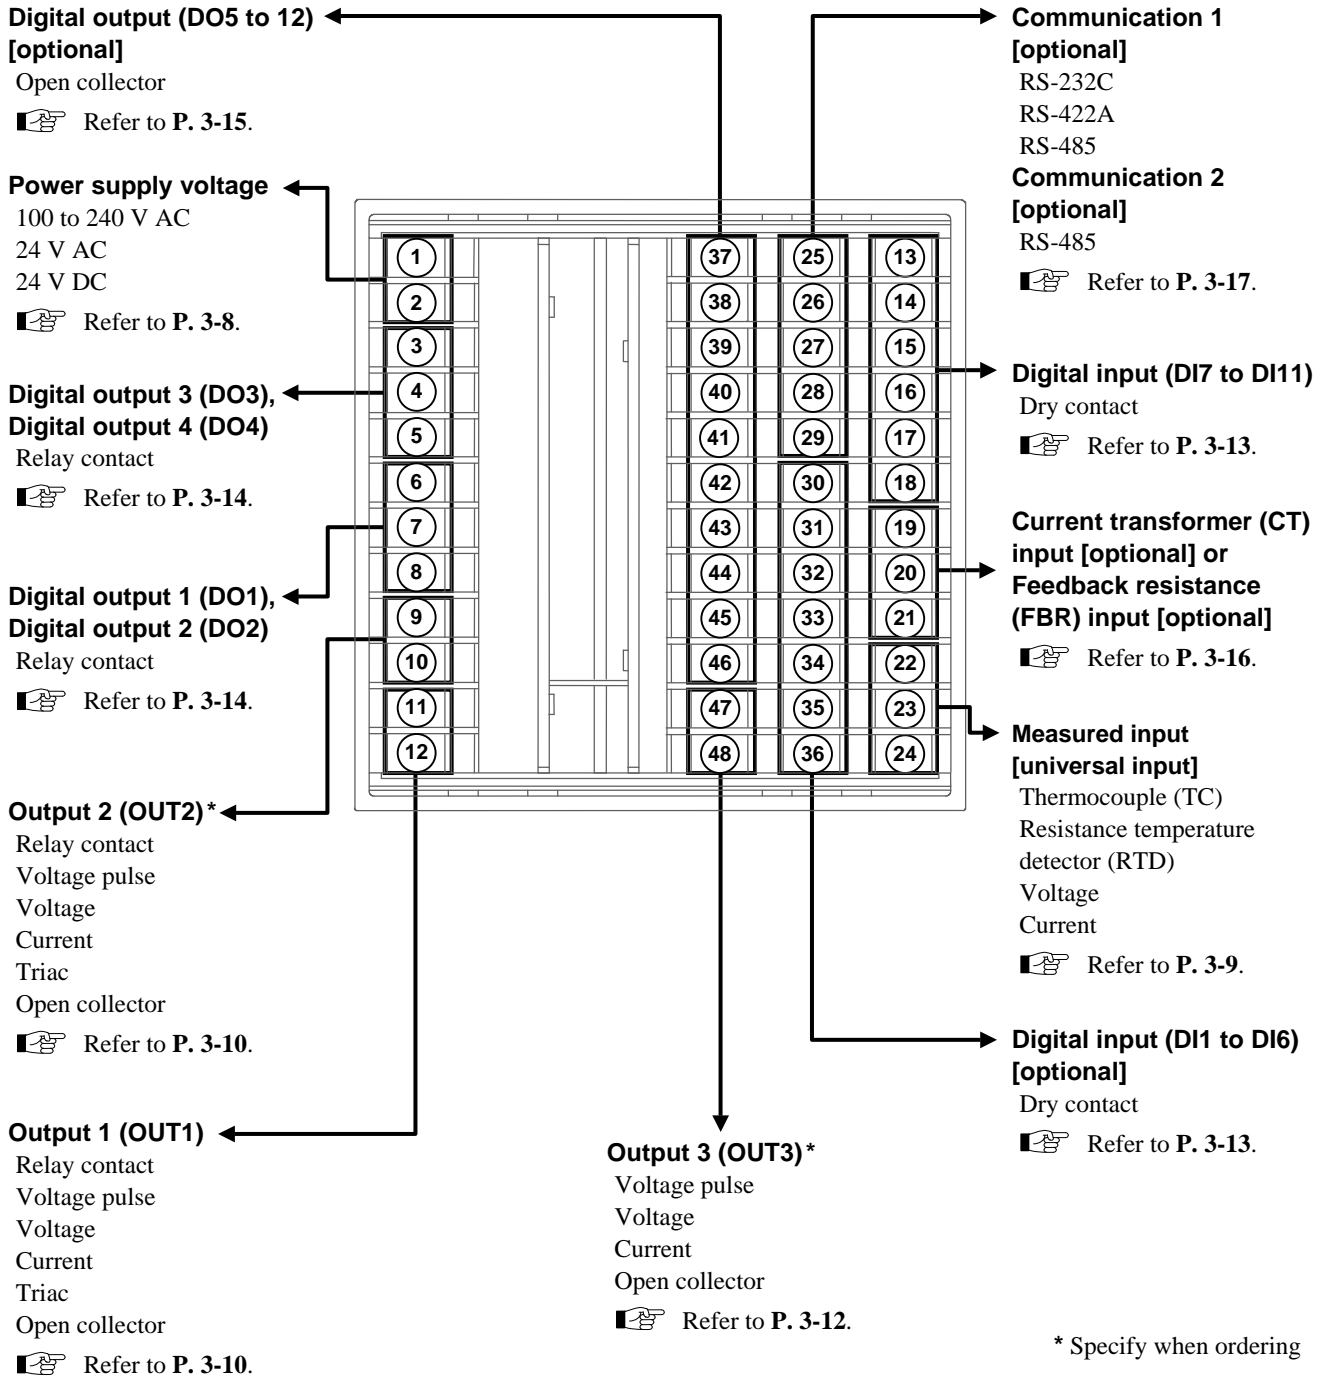 Digital output (DO5 to 12)
[optional]
Open collector
Refer to P. 3-15.
Power supply voltage
100 to 240 V AC
24 V AC
24 V DC
Refer to P. 3-8.
Digital output 3 (DO3),
Digital output 4 (DO4)
Relay contact
Refer to P. 3-14.
Digital output 1 (DO1),
Digital output 2 (DO2)
Relay contact
Refer to P. 3-14.
Output 2 (OUT2)*
Relay contact
Voltage pulse
Voltage
Current
Triac
Open collector
Refer to P. 3-10.
Output 1 (OUT1)
Relay contact
Voltage pulse
Voltage
Current
Triac
Open collector
Refer to P. 3-10.
1
2
3
4
5
6
7
8
9
10
11
12
37
38
39
40
41
42
43
44
45
46
47
48
25
26
27
28
29
30
31
32
33
34
35
36
13
14
15
16
17
18
19
20
21
22
23
24
Output 3 (OUT3)*
Voltage pulse
Voltage
Current
Open collector
Refer to P. 3-12.
Communication 1
[optional]
RS-232C
RS-422A
RS-485
Communication 2
[optional]
RS-485
Refer to P. 3-17.
Digital input (DI7 to DI11)
Dry contact
Refer to P. 3-13.
Current transformer (CT)
input [optional] or
Feedback resistance
(FBR) input [optional]
Refer to P. 3-16.
Measured input
[universal input]
Thermocouple (TC)
Resistance temperature
detector (RTD)
Voltage
Current
Refer to P. 3-9.
Digital input (DI1 to DI6)
[optional]
Dry contact
Refer to P. 3-13.
* Specify when ordering